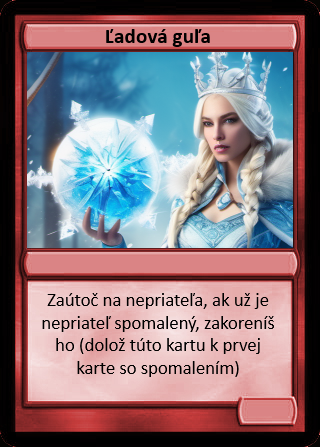 Ľadová guľa
Zaútoč na nepriateľa, ak už je
nepriateľ spomalený, zakoreníš
ho (dolož túto kartu k prvej
karte so spomalením)